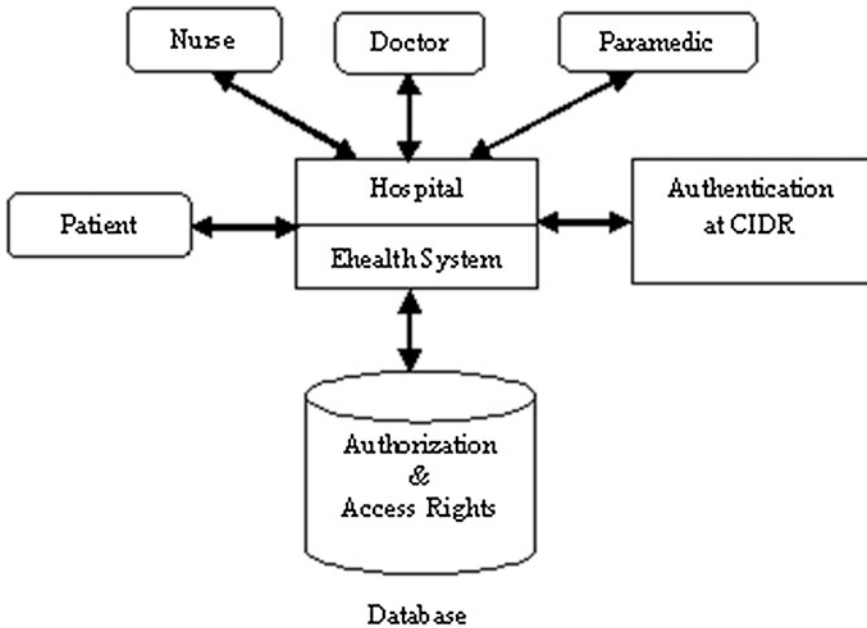 Nurse
Doctor
Paramedic
Hospital
Authentication
at CIDR
Patient
Ehealth System
Authorization
&
Access Rights
Database